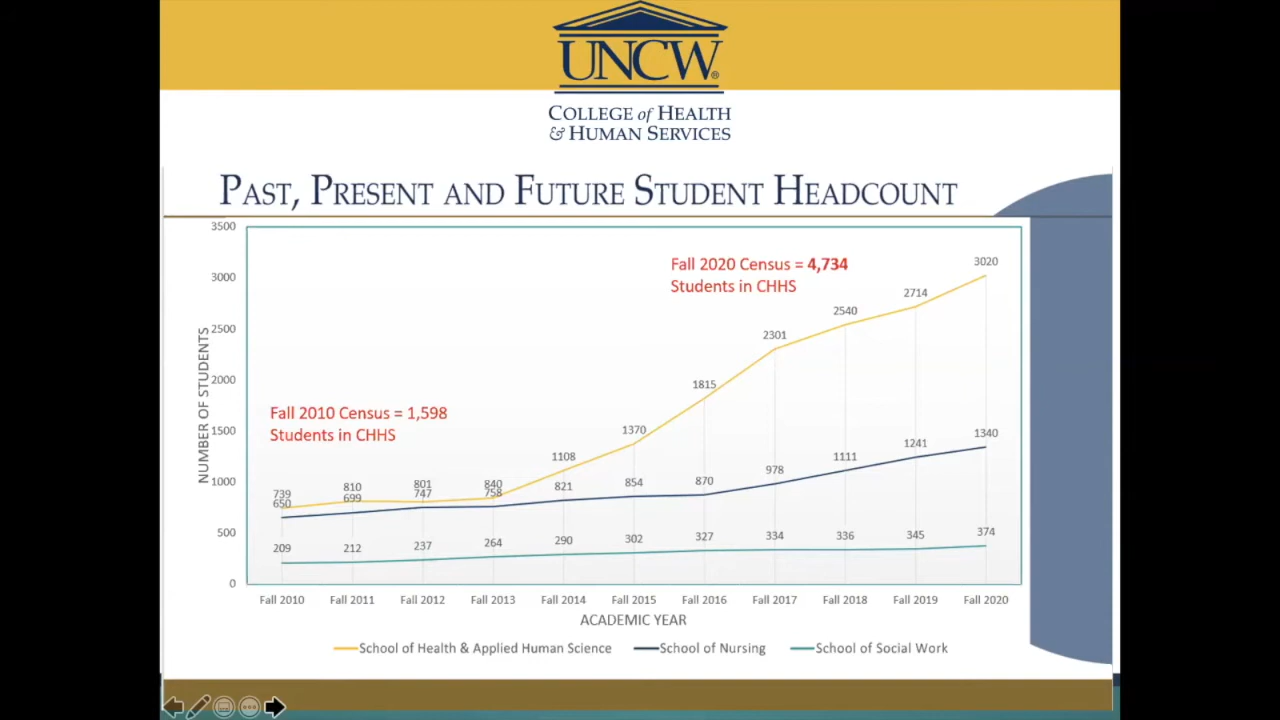 UNCW®
COLLEGE of HEALTH
& HUMAN SERVICES
PAST, PRESENT AND FUTURE STUDENT HEADCOUNT
3500
3000
2500
2000
1500
1000
500
0
NUMBER OF STUDENTS
Fall 2020 Census = 4,734
Students in CHHS
Fall 2010 Census = 1,598
Students in CHHS
739 810 801 840 1108 1370 1815 2301 2540 2714 3020
650 699 747 758 821 854 870 978 1111 1241 1340
209 212 237 264 290 302 327 334 336 345 374
Fall 2010 Fall 2011 Fall 2012 Fall 2013 Fall 2014 Fall 2015 Fall 2016 Fall 2017 Fall 2018 Fall 2019 Fall 2020
ACADEMIC YEAR
School of Health & Applied Human Science School of Nursing School of Social Work